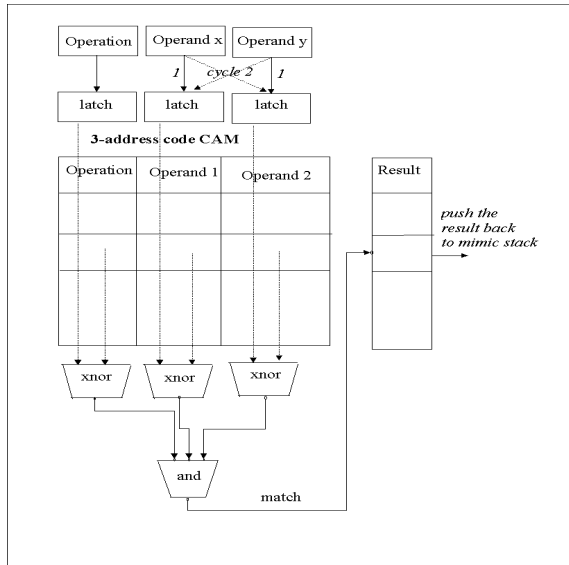 Operation
Operand x
Operand y
1
cycle 2
1
latch
latch
latch
3-address code CAM
Operation
Operand 1
Operand 2
Result
push the
result back
to mimic stack
xnor
xnor
xnor
and
match